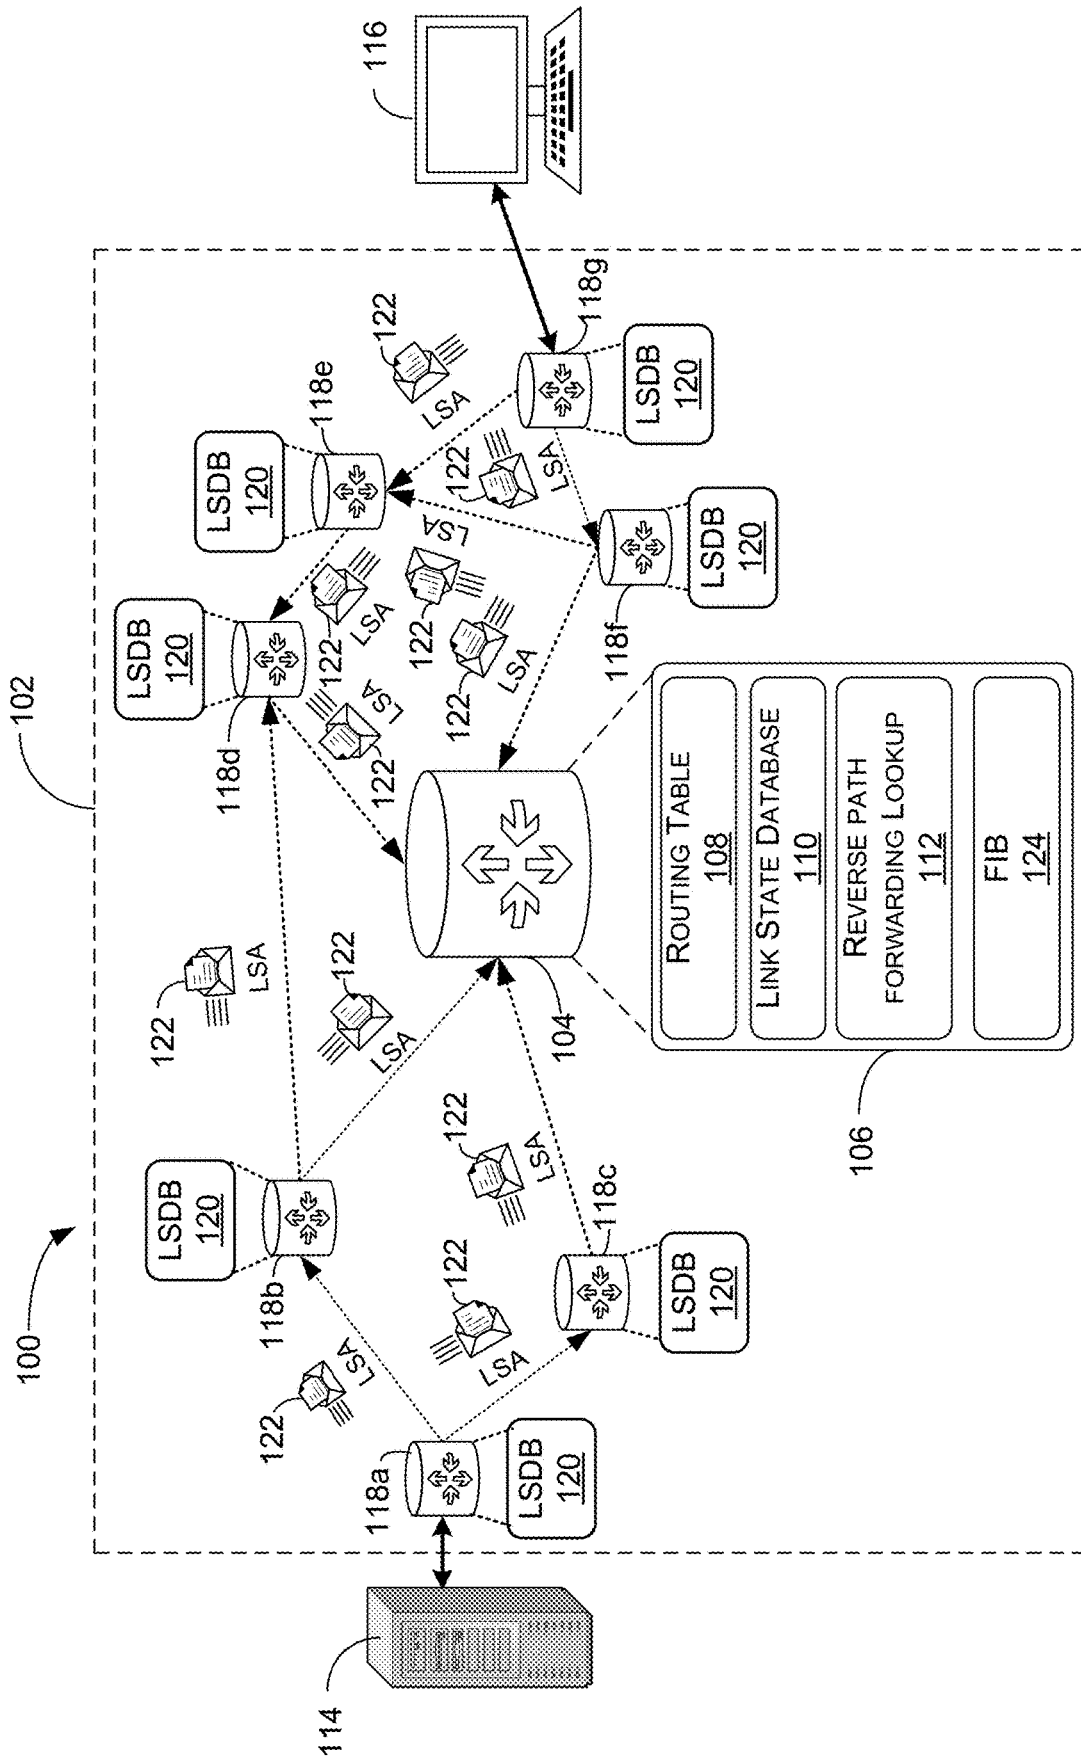 100
102
LSDB
120
118b
LSDB
120
118d
LSDB
120
118e
122
LSA
122
LSA
122
LSA
122
LSA
122
LSA
122
LSA
122
LSA
122
LSA
122
LSA
122
LSA
122
LSA
114
118a
LSDB
120
118c
LSDB
120
104
118f
LSDB
120
118g
LSDB
120
116
106
ROUTING TABLE
108
LINK STATE DATABASE
110
REVERSE PATH
FORWARDING LOOKUP
112
FIB
124